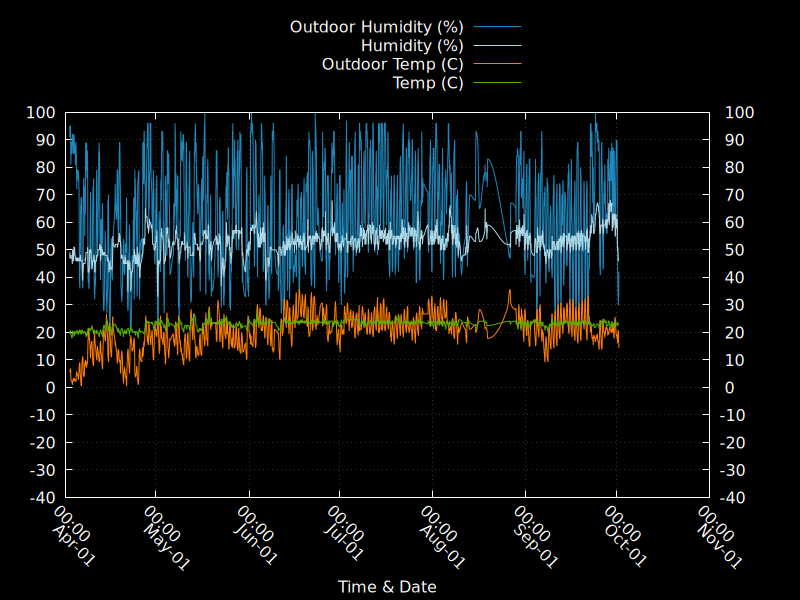 Outdoor Humidity (%)
Humidity (%)
Outdoor Temp (C)
Temp (C)
100 100
90 90
80 80
70 70
60 60
50 50
40 40
30 30
20 20
10 10
0 0
-10 -10
-20 -20
-30 -30
-40 -40
00:00 00:00 00:00 00:00 00:00 00:00 00:00 00:00
Apr-01 May-01 Jun-01 Jul-01 Aug-01 Sep-01 Oct-01 Nov-01
Time & Date